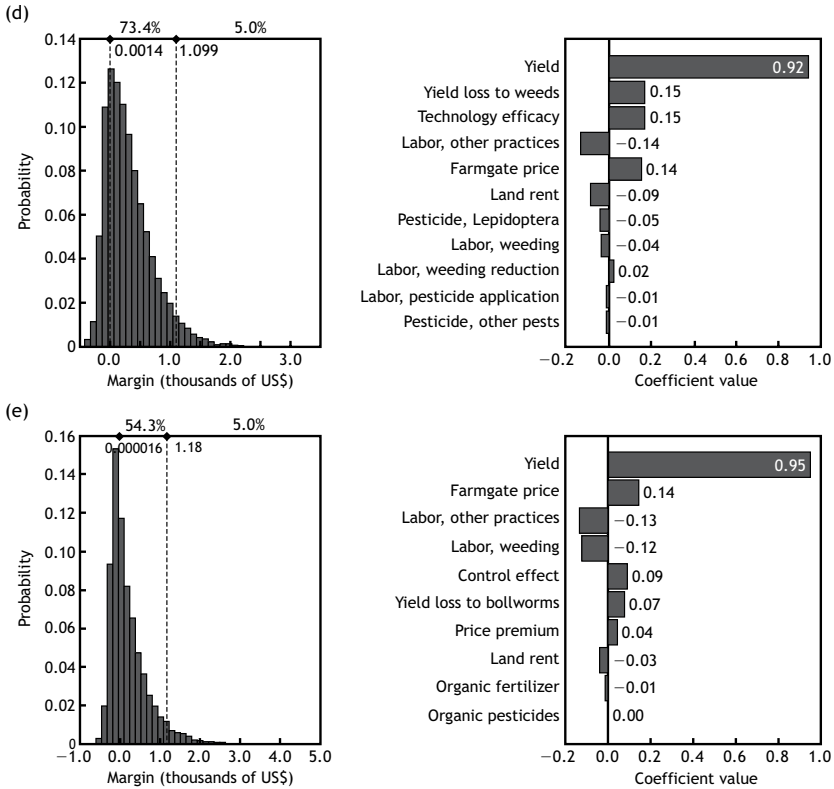 (d)
73.4%
5.0%
0.14
0.0014
1.099
0.12
0.10
0.08
0.06
0.04
0.02
0
Probability
0.0
1.0
2.0
3.0
Margin (thousands of US$)
Yield
0.92
Yield loss to weeds
0.15
Technology efficacy
0.15
Labor, other practices
−0.14
Farmgate price
0.14
Land rent
−0.09
Pesticide, Lepidoptera
−0.05
Labor, weeding
−0.04
Labor, weeding reduction
0.02
Labor, pesticide application
−0.01
Pesticide, other pests
−0.01
−0.2
0.0
0.2
0.4
0.6
0.8
1.0
Coefficient value
(e)
54.3%
5.0%
0.16
0.000016
1.18
0.14
0.12
0.10
0.08
0.06
0.04
0.02
0
Probability
−1.0
0.0
1.0
2.0
3.0
4.0
5.0
Margin (thousands of US$)
Yield
0.95
Farmgate price
0.14
Labor, other practices
−0.13
Labor, weeding
−0.12
Control effect
0.09
Yield loss to bollworms
0.07
Price premium
0.04
Land rent
−0.03
Organic fertilizer
−0.01
Organic pesticides
0.00
−0.2
0.0
0.2
0.4
0.6
0.8
1.0
Coefficient value